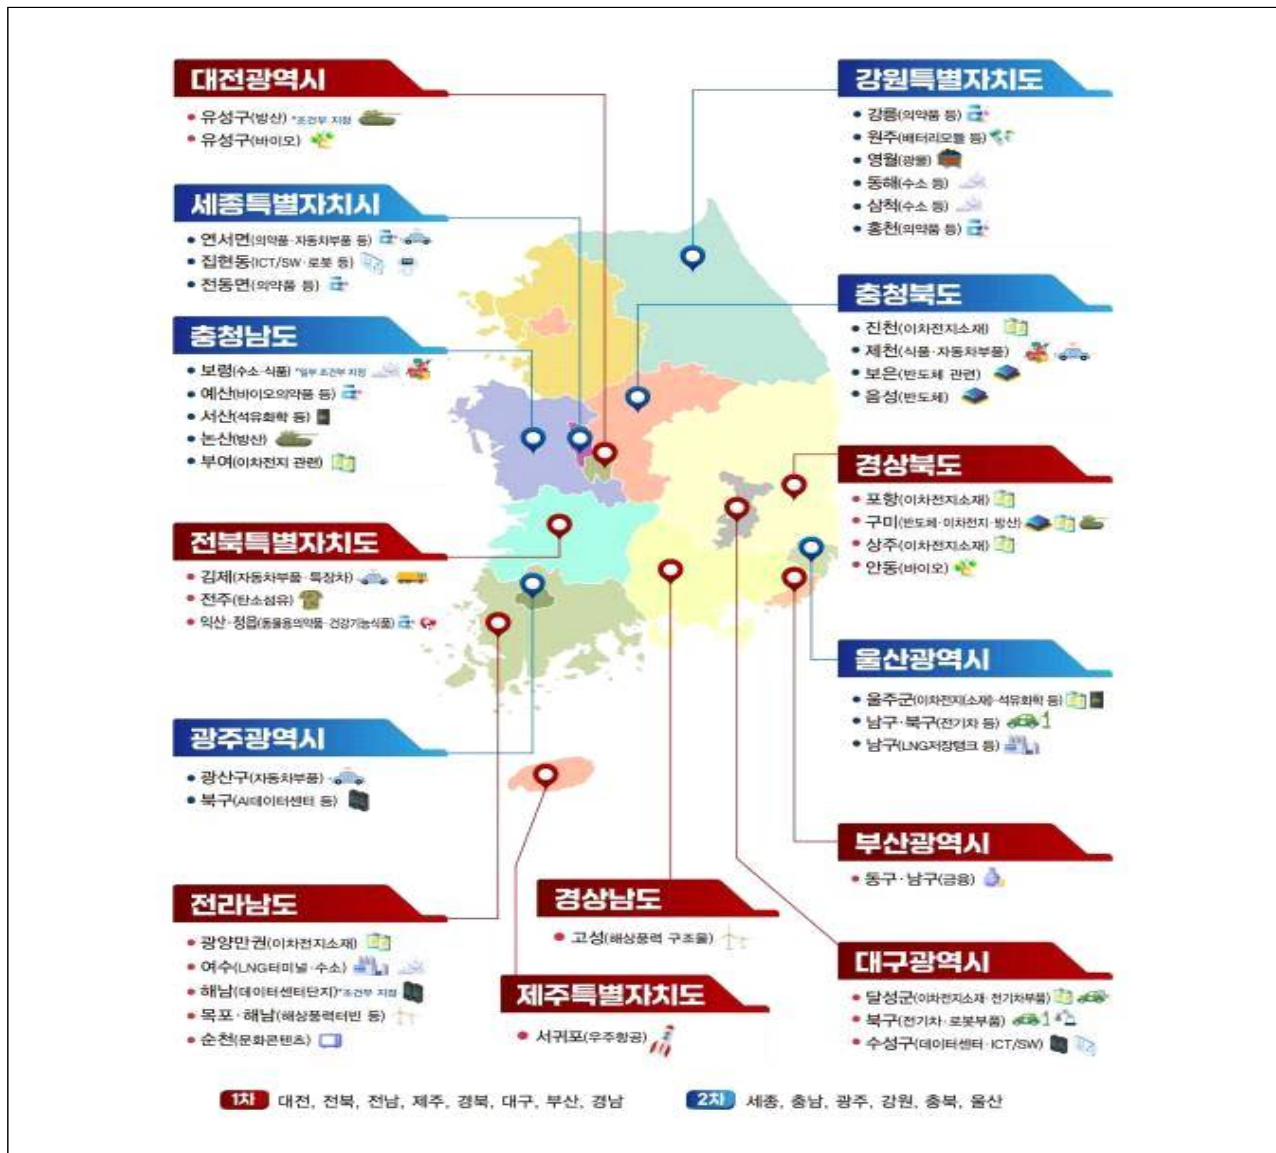 대전광역시
• 유성구(방산) *조건부 지정
• 유성구(바이오)
세종특별자치시
• 연서면(의약품·자동차부품 등)
• 집현동(ICT/SW·로봇 등)
• 전동면(의약품 등)
충청남도
• 보령(수소·식품) *일부 조건부 지정
• 예산(바이오의약품 등)
• 서산(석유화학 등)
• 논산(방산)
• 부여(이차전지 관련)
전북특별자치도
• 김제(자동차부품·특장차)
• 전주(탄소섬유)
• 익산·정읍(동물용의약품·건강기능식품)
광주광역시
• 광산구(자동차부품)
• 북구(AI데이터센터 등)
전라남도
• 광양만권(이차전지소재)
• 여수(LNG터미널·수소)
• 해남(데이터센터단지)*조건부 지정
• 목포·해남(해상풍력터빈 등)
• 순천(문화콘텐츠)
경상남도
• 고성(해상풍력 구조물)
제주특별자치도
• 서귀포(우주항공)
강원특별자치도
• 강릉(의약품 등)
• 원주(배터리모듈 등)
• 영월(광물)
• 동해(수소 등)
• 삼척(수소 등)
• 홍천(의약품 등)
충청북도
• 진천(이차전지소재)
• 제천(식품·자동차부품)
• 보은(반도체 관련)
• 음성(반도체)
경상북도
• 포항(이차전지소재)
• 구미(반도체·이차전지·방산)
• 상주(이차전지소재)
• 안동(바이오)
울산광역시
• 울주군(이차전지(소재)·석유화학 등)
• 남구·북구(전기차 등)
• 남구(LNG저장탱크 등)
부산광역시
• 동구·남구(금융)
대구광역시
• 달성군(이차전지소재·전기차부품)
• 북구(전기차·로봇부품)
• 수성구(데이터센터·ICT/SW)
1차 대전, 전북, 전남, 제주, 경북, 대구, 부산, 경남
2차 세종, 충남, 광주, 강원, 충북, 울산